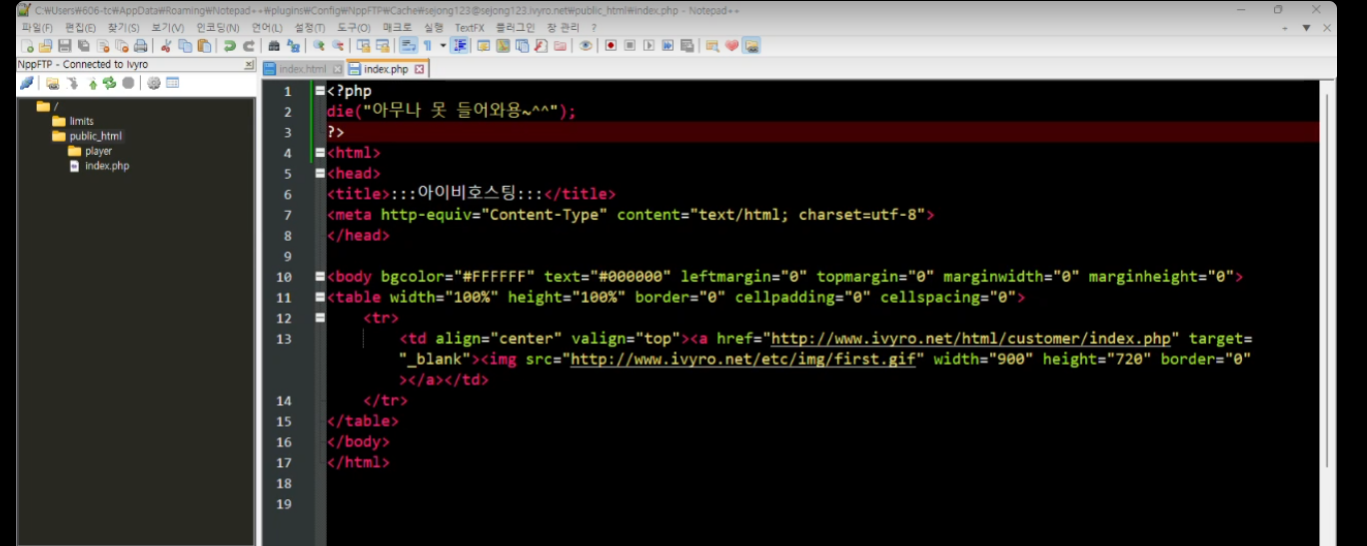 C:₩Users₩606-tc₩AppData₩Roaming₩Notepad++₩plugins₩Config₩NppFTP₩Cache₩sejong123@sejong123.ivyro.net₩public_html₩index.php - Notepad++
파일(F) 편집(E) 찾기(S) 보기(V) 인코딩(N) 언어(L) 설정(T) 도구(O) 매크로 실행 TextFX 플러그인 창 관리 ?
NppFTP - Connected to Ivyro
index.html index.php
/
limits
public_html
player
index.php
1 <?php
2 die("아무나 못 들어와용~^^");
3 ?>
4 <html>
5 <head>
6 <title>:::아이비호스팅:::</title>
7 <meta http-equiv="Content-Type" content="text/html; charset=utf-8">
8 </head>
9
10 <body bgcolor="#FFFFFF" text="#000000" leftmargin="0" topmargin="0" marginwidth="0" marginheight="0">
11 <table width="100%" height="100%" border="0" cellpadding="0" cellspacing="0">
12 <tr>
13 <td align="center" valign="top"><a href="http://www.ivyro.net/html/customer/index.php" target=
"_blank"><img src="http://www.ivyro.net/etc/img/first.gif" width="900" height="720" border="0"
></a></td>
14 </tr>
15 </table>
16 </body>
17 </html>
18
19